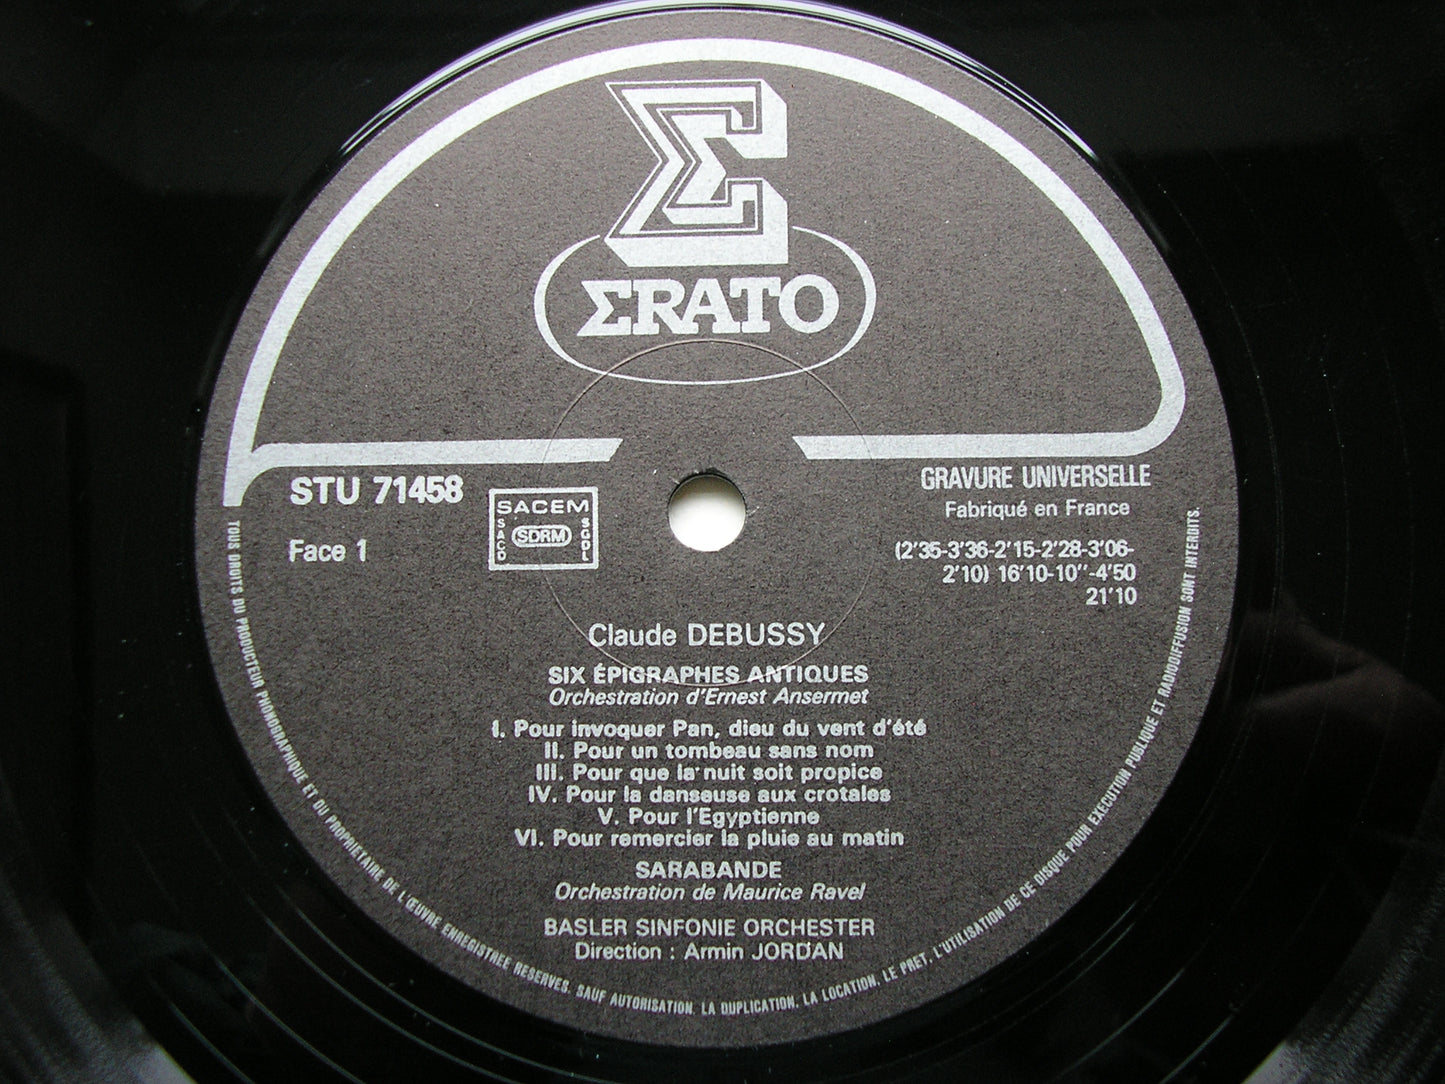 Σ
ΣRATO
STU 71458
Face 1
SACEM
SACD
SDRM
SGDL
GRAVURE UNIVERSELLE
Fabriqué en France
(2'35-3'36-2'15-2'28-3'06-
2'10) 16'10-10''-4'50
21'10
Claude DEBUSSY
SIX ÉPIGRAPHES ANTIQUES
Orchestration d'Ernest Ansermet
I. Pour invoquer Pan, dieu du vent d'été
II. Pour un tombeau sans nom
III. Pour que la nuit soit propice
IV. Pour la danseuse aux crotales
V. Pour l'Egyptienne
VI. Pour remercier la pluie au matin
SARABANDE
Orchestration de Maurice Ravel
BASLER SINFONIE ORCHESTER
Direction : Armin JORDAN
TOUS DROITS DU PRODUCTEUR PHONOGRAPHIQUE ET DU PROPRIETAIRE DE L'ŒUVRE ENREGISTREE RESERVES. SAUF AUTORISATION. LA DUPLICATION. LA LOCATION. LE PRET. L'UTILISATION DE CE DISQUE POUR EXECUTION PUBLIQUE ET RADIODIFFUSION SONT INTERDITS.